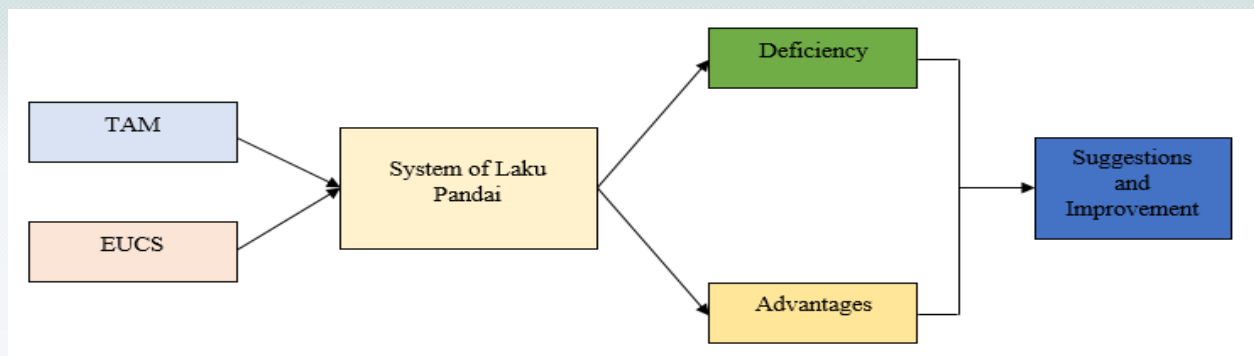 TAM
EUCS
System of Laku
Pandai
Deficiency
Advantages
Suggestions
and
Improvement